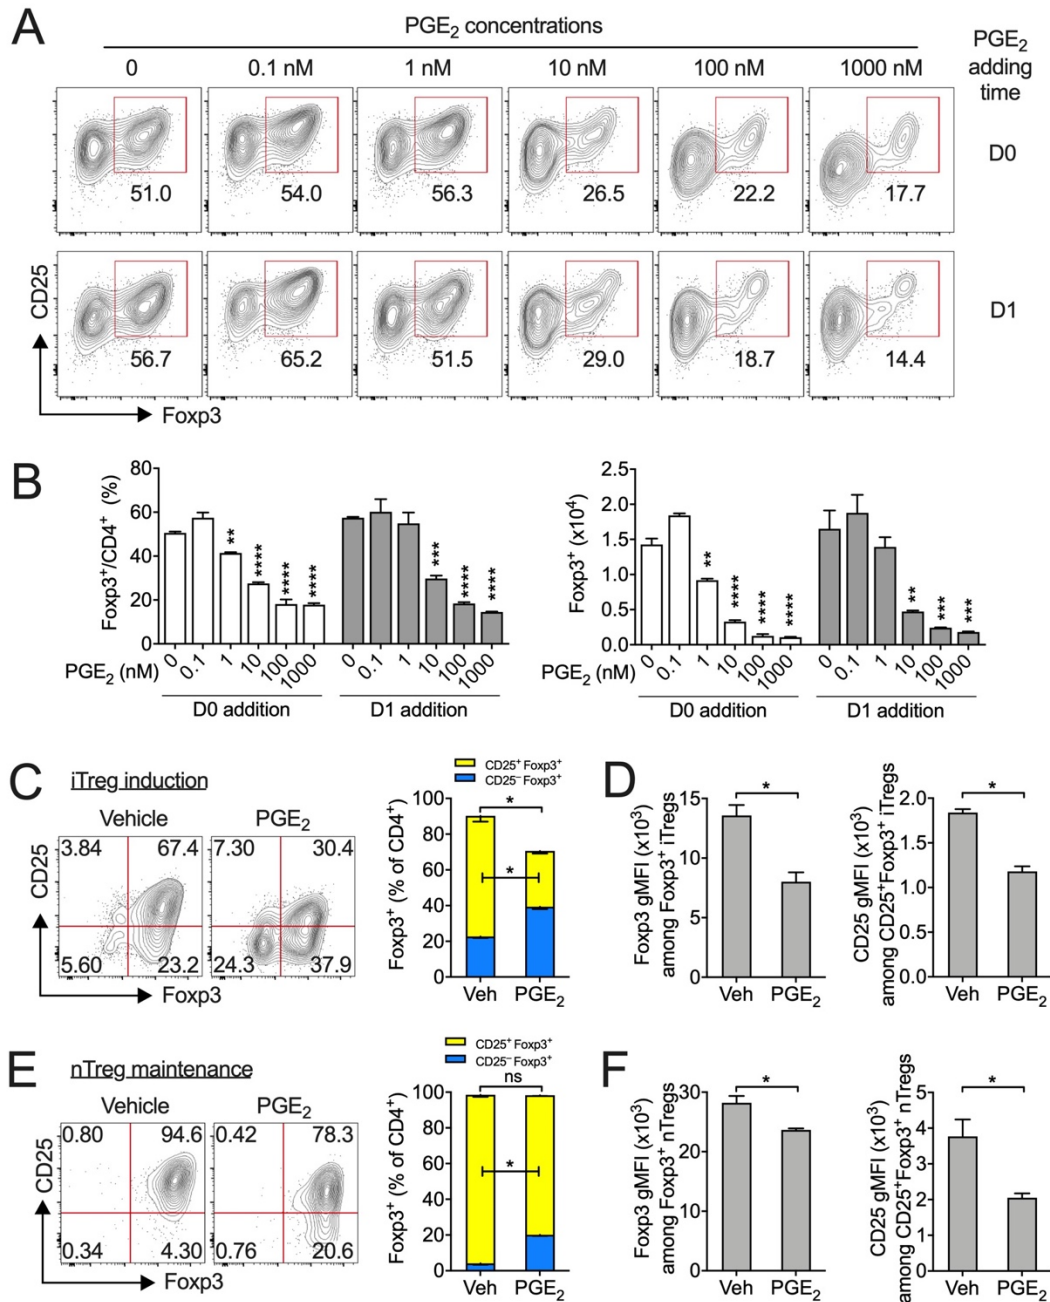 A
PGE2 concentrations
PGE2 adding time
0 0.1 nM 1 nM 10 nM 100 nM 1000 nM
51.0 54.0 56.3 26.5 22.2 17.7
D0
56.7 65.2 51.5 29.0 18.7 14.4
D1
CD25
Foxp3
B
Foxp3+/CD4+ (%)
80
60
40
20
0
** **** **** **** *** **** ****
PGE2 (nM) 0 0.1 1 10 100 1000 0 0.1 1 10 100 1000
D0 addition D1 addition
Foxp3+ (x104)
2.5
2.0
1.5
1.0
0.5
0.0
** **** **** **** ** *** ***
PGE2 (nM) 0 0.1 1 10 100 1000 0 0.1 1 10 100 1000
D0 addition D1 addition
C
iTreg induction
Vehicle PGE2
3.84 67.4 7.30 30.4
5.60 23.2 24.3 37.9
CD25
Foxp3
CD25+ Foxp3+
CD25– Foxp3+
Foxp3+ (% of CD4+)
100
80
60
40
20
0
*
*
Veh PGE2
D
Foxp3 gMFI (x103)
among Foxp3+ iTregs
15
10
5
0
*
Veh PGE2
CD25 gMFI (x103)
among CD25+Foxp3+ iTregs
2.0
1.5
1.0
0.5
0.0
*
Veh PGE2
E
nTreg maintenance
Vehicle PGE2
0.80 94.6 0.42 78.3
0.34 4.30 0.76 20.6
CD25
Foxp3
CD25+ Foxp3+
CD25– Foxp3+
Foxp3+ (% of CD4+)
100
80
60
40
20
0
ns
*
Veh PGE2
F
Foxp3 gMFI (x103)
among Foxp3+ nTregs
30
20
10
0
*
Veh PGE2
CD25 gMFI (x103)
among CD25+Foxp3+ nTregs
5
4
3
2
1
0
*
Veh PGE2